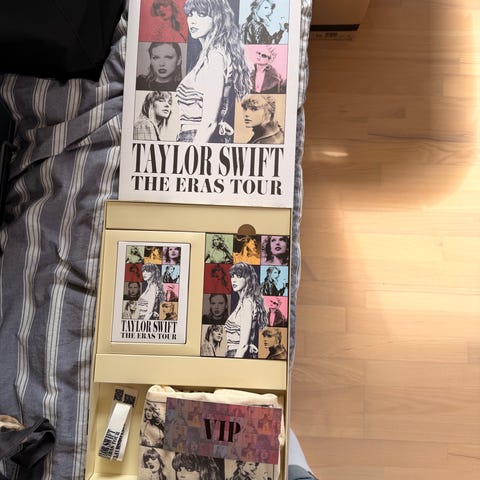 TAYLOR SWIFT
THE ERAS TOUR
TAYLOR SWIFT
THE ERAS TOUR
VIP